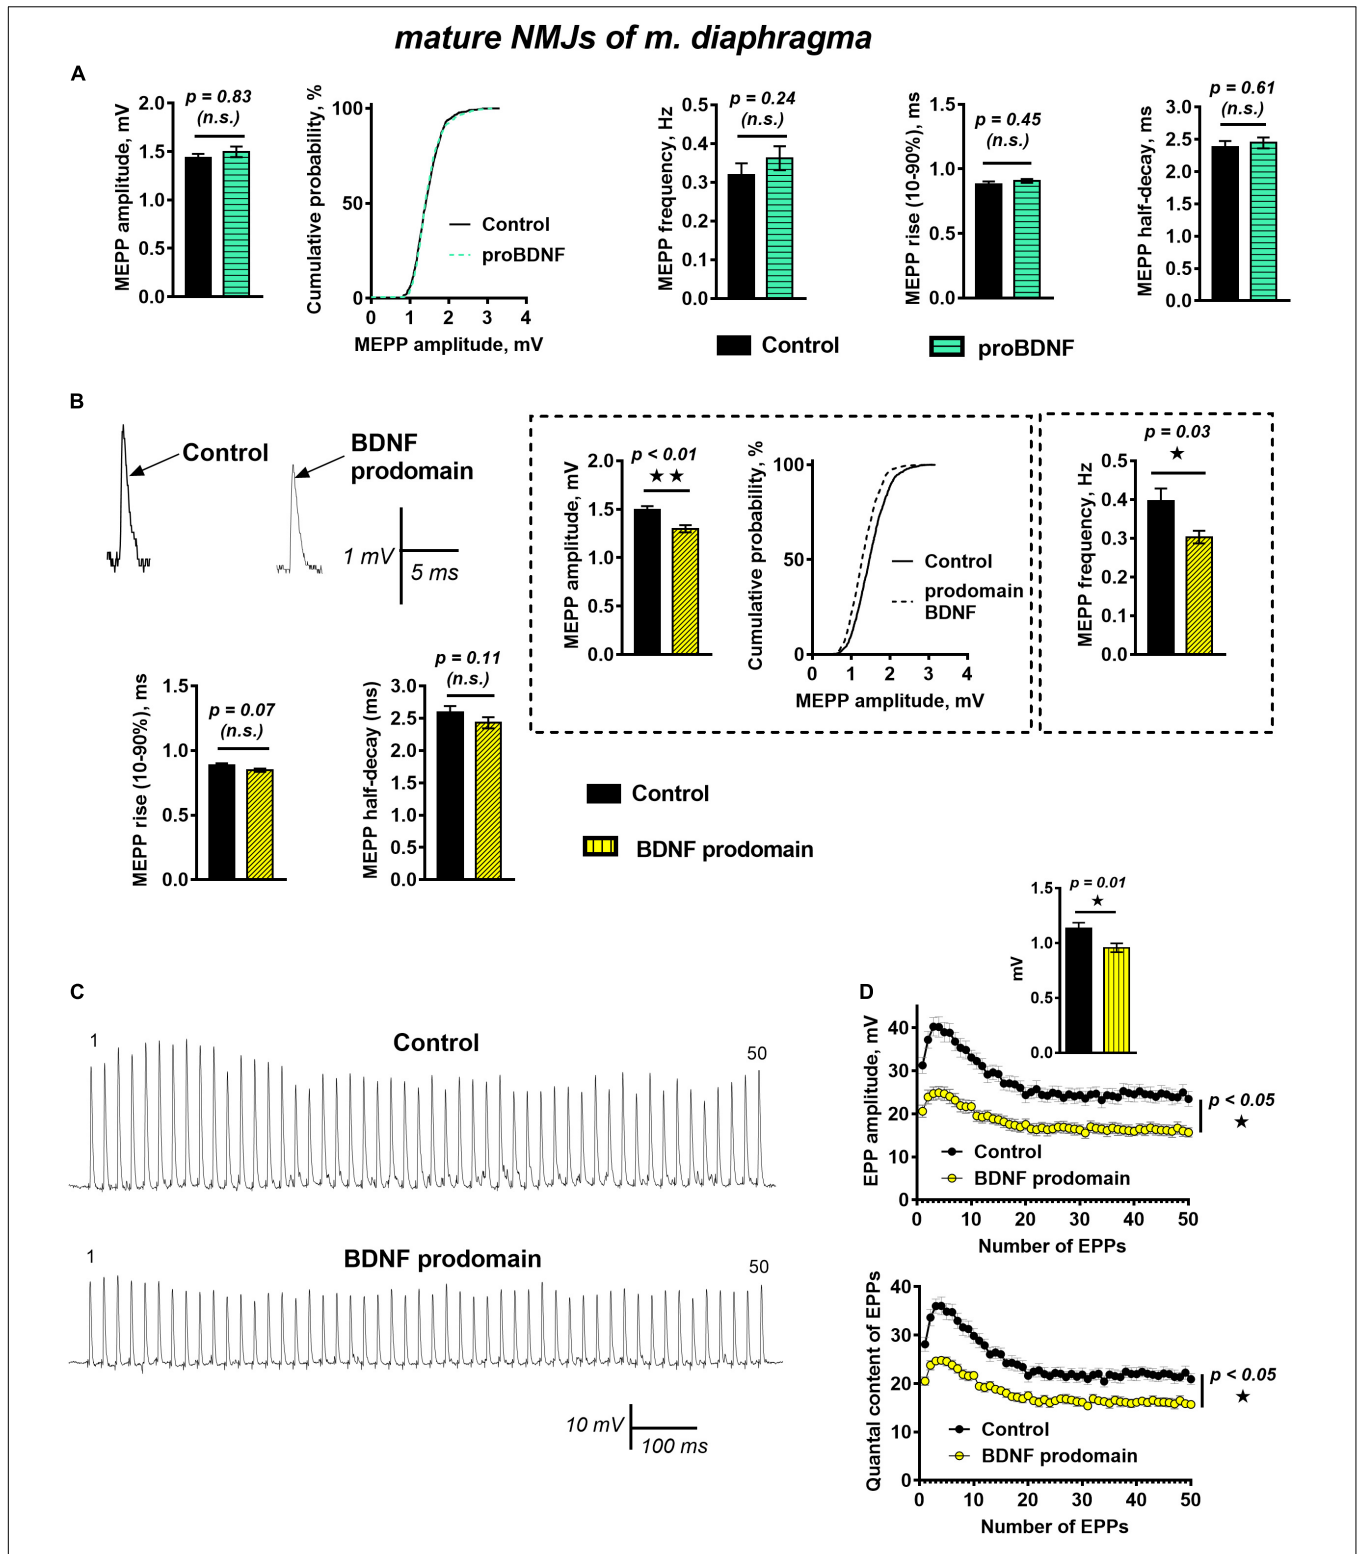 mature NMJs of m. diaphragma
A
MEPP amplitude, mV
2.0
1.5
1.0
0.5
0.0
p = 0.83
(n.s.)
Cumulative probability, %
100
50
0
0 1 2 3 4
MEPP amplitude, mV
Control
proBDNF
MEPP frequency, Hz
0.5
0.4
0.3
0.2
0.1
0.0
p = 0.24
(n.s.)
MEPP rise (10-90%), ms
1.5
1.0
0.5
0.0
p = 0.45
(n.s.)
MEPP half-decay, ms
3.0
2.5
2.0
1.5
1.0
0.5
0.0
p = 0.61
(n.s.)
Control
proBDNF
B
Control
BDNF
prodomain
1 mV
5 ms
MEPP amplitude, mV
2.0
1.5
1.0
0.5
0.0
p < 0.01
★ ★
Cumulative probability, %
100
50
0
0 1 2 3 4
MEPP amplitude, mV
Control
prodomain
BDNF
MEPP frequency, Hz
0.5
0.4
0.3
0.2
0.1
0.0
p = 0.03
★
MEPP rise (10-90%), ms
1.5
1.0
0.5
0.0
p = 0.07
(n.s.)
MEPP half-decay (ms)
3.0
2.5
2.0
1.5
1.0
0.5
0.0
p = 0.11
(n.s.)
Control
BDNF prodomain
C
1
Control
50
1
BDNF prodomain
50
10 mV
100 ms
D
mV
1.5
1.0
0.5
0.0
p = 0.01
★
EPP amplitude, mV
40
30
20
10
0
0 10 20 30 40 50
Number of EPPs
Control
BDNF prodomain
p < 0.05
★
Quantal content of EPPs
40
30
20
10
0
0 10 20 30 40 50
Number of EPPs
Control
BDNF prodomain
p < 0.05
★